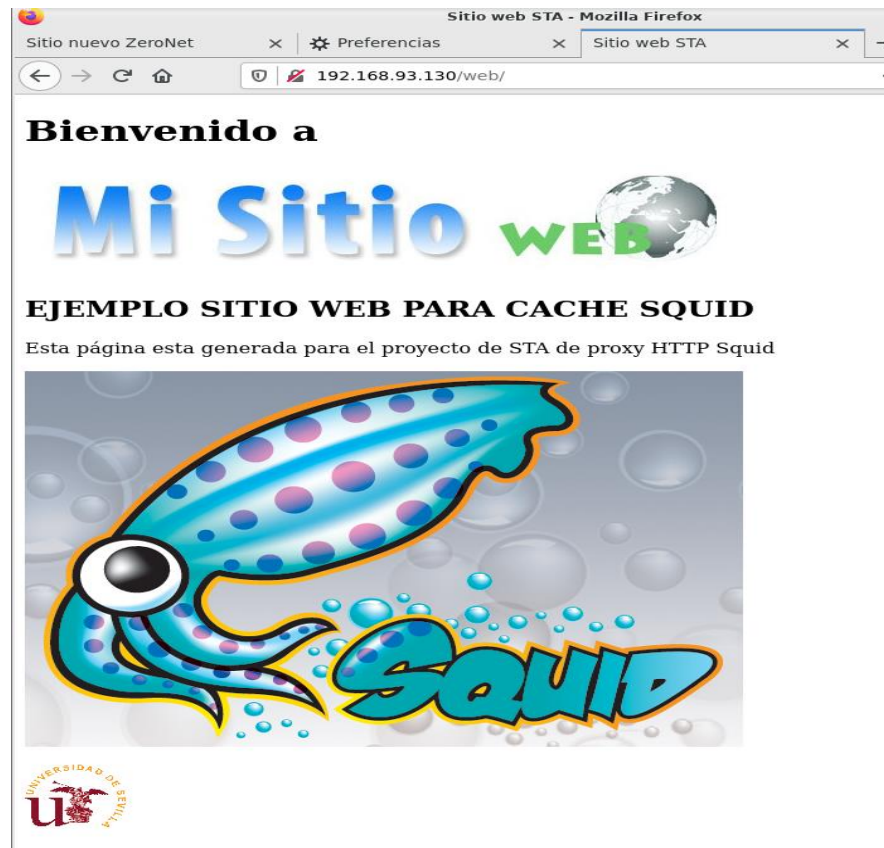 Sitio web STA - Mozilla Firefox
Sitio nuevo ZeroNet × Preferencias × Sitio web STA ×
192.168.93.130/web/
Bienvenido a
Mi Sitio WEB
EJEMPLO SITIO WEB PARA CACHE SQUID
Esta página esta generada para el proyecto de STA de proxy HTTP Squid
SQUID
UNIVERSIDAD DE SEVILLA
US